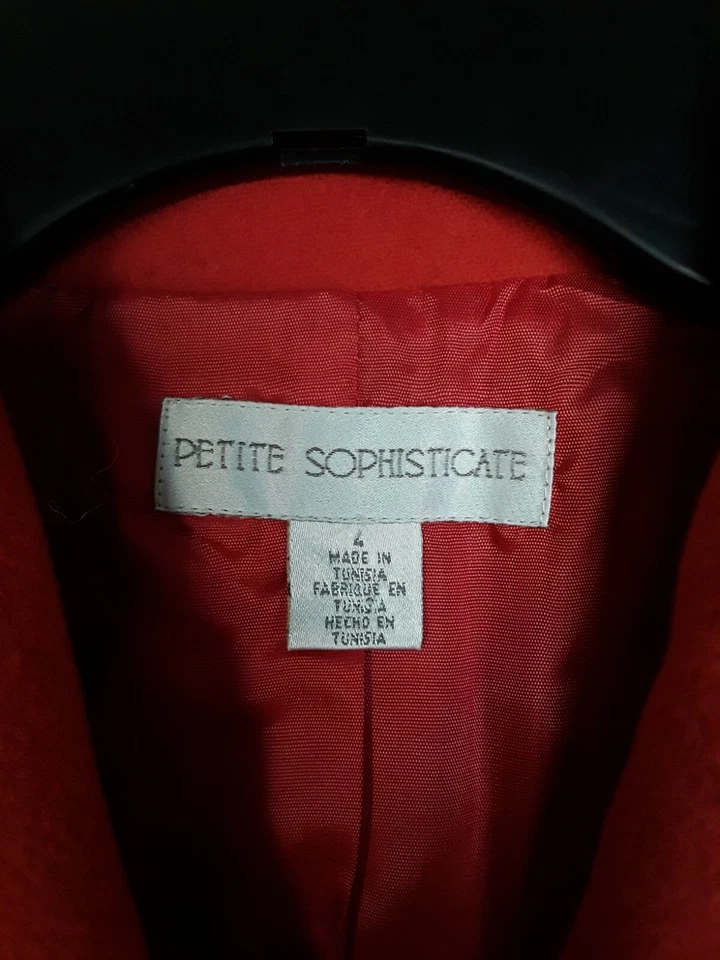 PETITE SOPHISTICATE
4
MADE IN
TUNISIA
FABRIQUE EN
TUNISIA
HECHO EN
TUNISIA